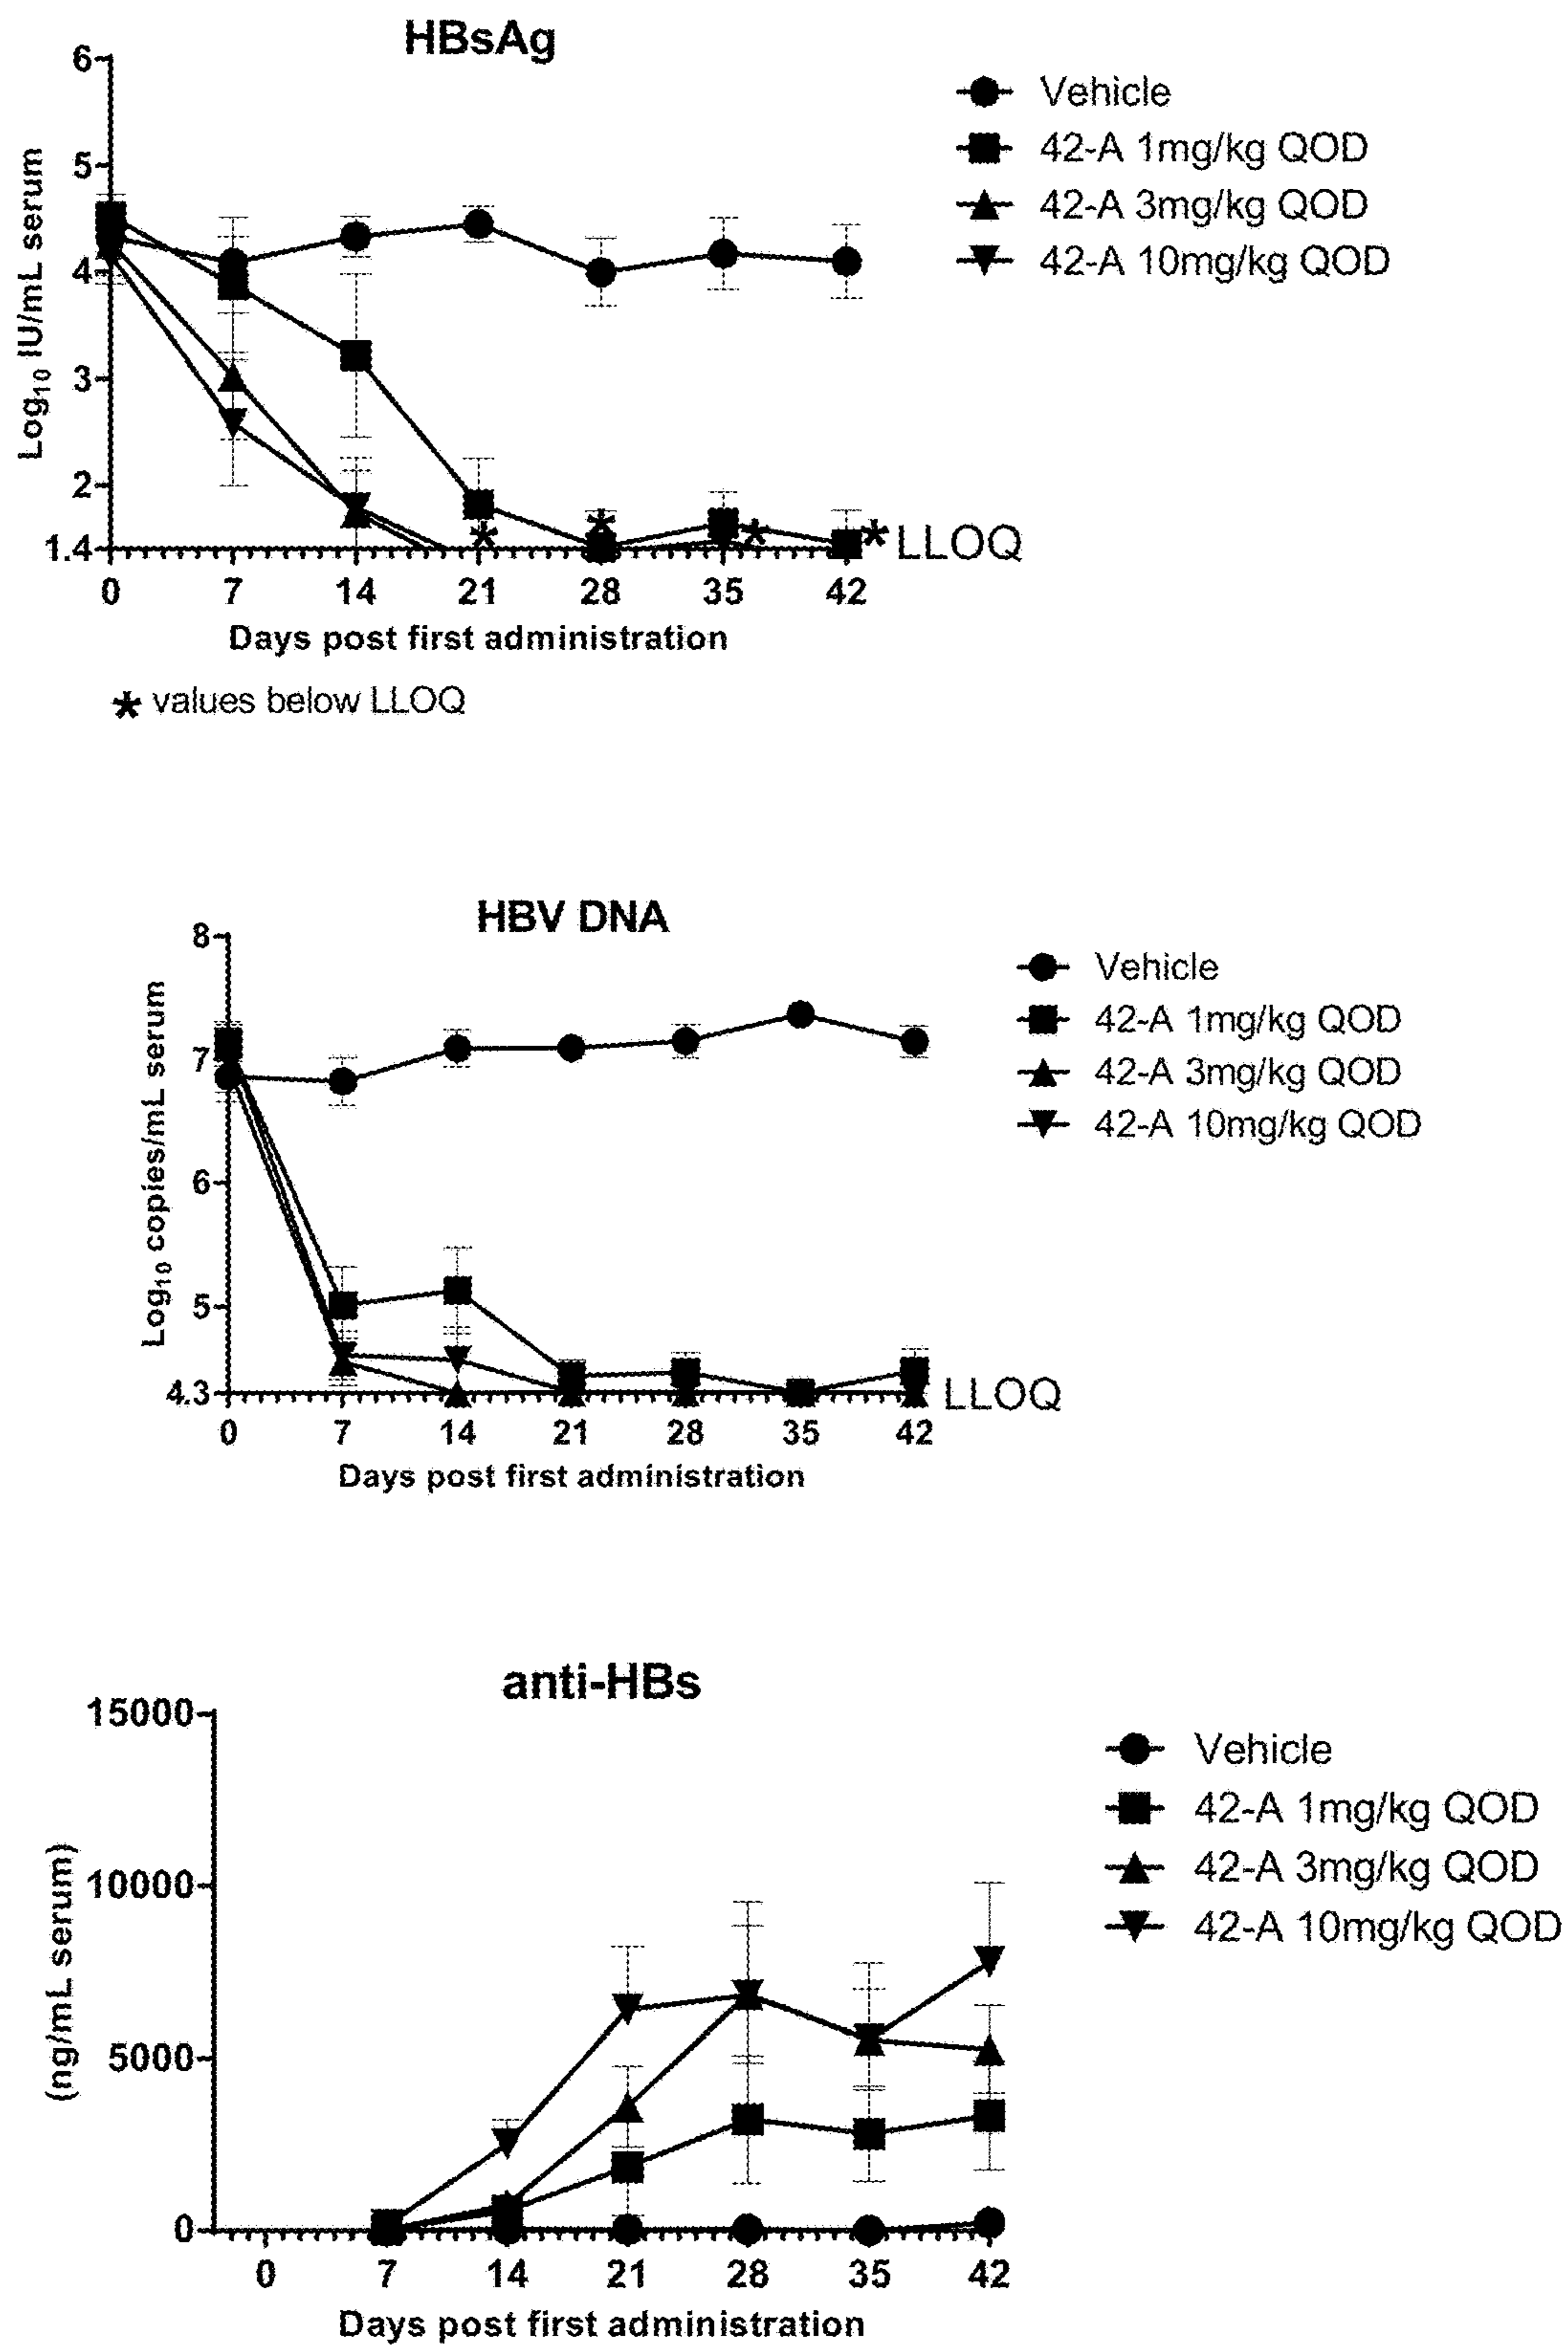 HBsAg
Log10 IU/mL serum
6
5
4
3
2
1.4
0 7 14 21 28 35 42
Days post first administration
* * * * LLOQ
* values below LLOQ
Vehicle
42-A 1mg/kg QOD
42-A 3mg/kg QOD
42-A 10mg/kg QOD
HBV DNA
Log10 copies/mL serum
8
7
6
5
4.3
0 7 14 21 28 35 42
Days post first administration
LLOQ
Vehicle
42-A 1mg/kg QOD
42-A 3mg/kg QOD
42-A 10mg/kg QOD
anti-HBs
(ng/mL serum)
15000
10000
5000
0
0 7 14 21 28 35 42
Days post first administration
Vehicle
42-A 1mg/kg QOD
42-A 3mg/kg QOD
42-A 10mg/kg QOD